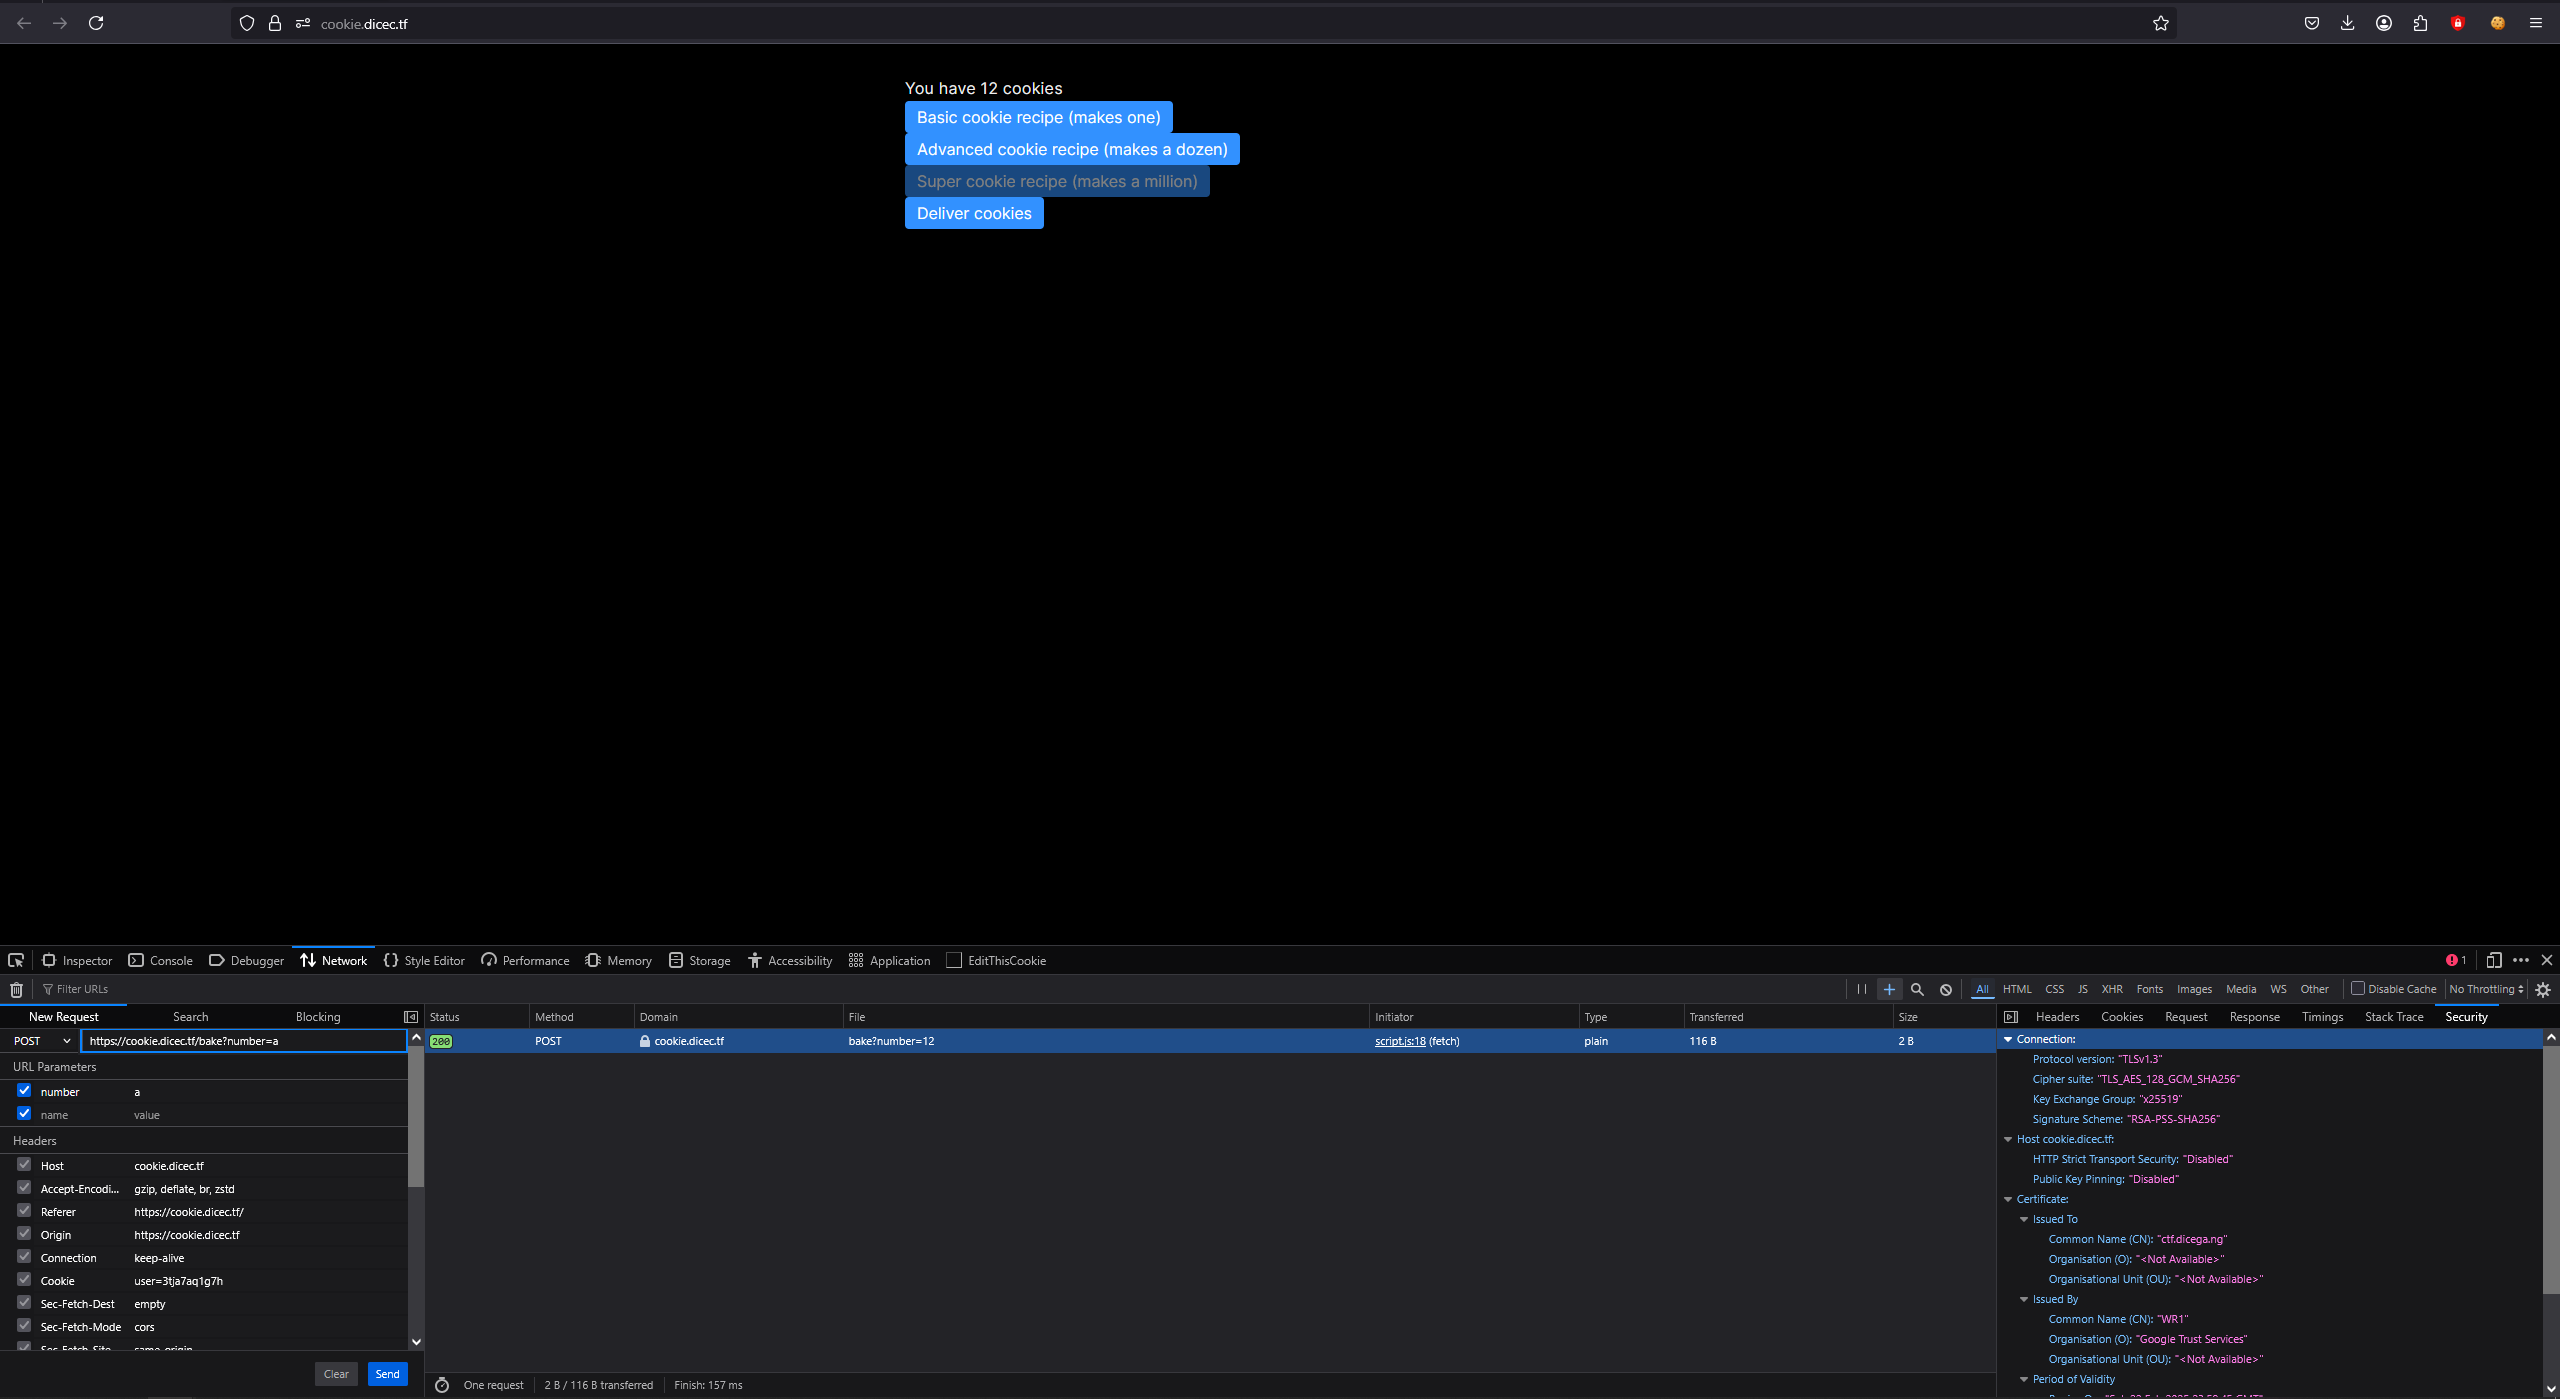 cookie.dicec.tf
You have 12 cookies
Basic cookie recipe (makes one)
Advanced cookie recipe (makes a dozen)
Super cookie recipe (makes a million)
Deliver cookies
Inspector Console Debugger Network Style Editor Performance Memory Storage Accessibility Application EditThisCookie 1
Filter URLs All HTML CSS JS XHR Fonts Images Media WS Other Disable Cache No Throttling
New Request Search Blocking
POST https://cookie.dicec.tf/bake?number=a
URL Parameters
number a
name value
Headers
Host cookie.dicec.tf
Accept-Encodi... gzip, deflate, br, zstd
Referer https://cookie.dicec.tf/
Origin https://cookie.dicec.tf
Connection keep-alive
Cookie user=3tja7aq1g7h
Sec-Fetch-Dest empty
Sec-Fetch-Mode cors
Sec-Fetch-Site same-origin
Clear Send
Status Method Domain File Initiator Type Transferred Size
200 POST cookie.dicec.tf bake?number=12 script.js:18 (fetch) plain 116 B 2 B
One request 2 B / 116 B transferred Finish: 157 ms
Headers Cookies Request Response Timings Stack Trace Security
Connection:
Protocol version: "TLSv1.3"
Cipher suite: "TLS_AES_128_GCM_SHA256"
Key Exchange Group: "x25519"
Signature Scheme: "RSA-PSS-SHA256"
Host cookie.dicec.tf:
HTTP Strict Transport Security: "Disabled"
Public Key Pinning: "Disabled"
Certificate:
Issued To
Common Name (CN): "ctf.dicega.ng"
Organisation (O): "<Not Available>"
Organisational Unit (OU): "<Not Available>"
Issued By
Common Name (CN): "WR1"
Organisation (O): "Google Trust Services"
Organisational Unit (OU): "<Not Available>"
Period of Validity